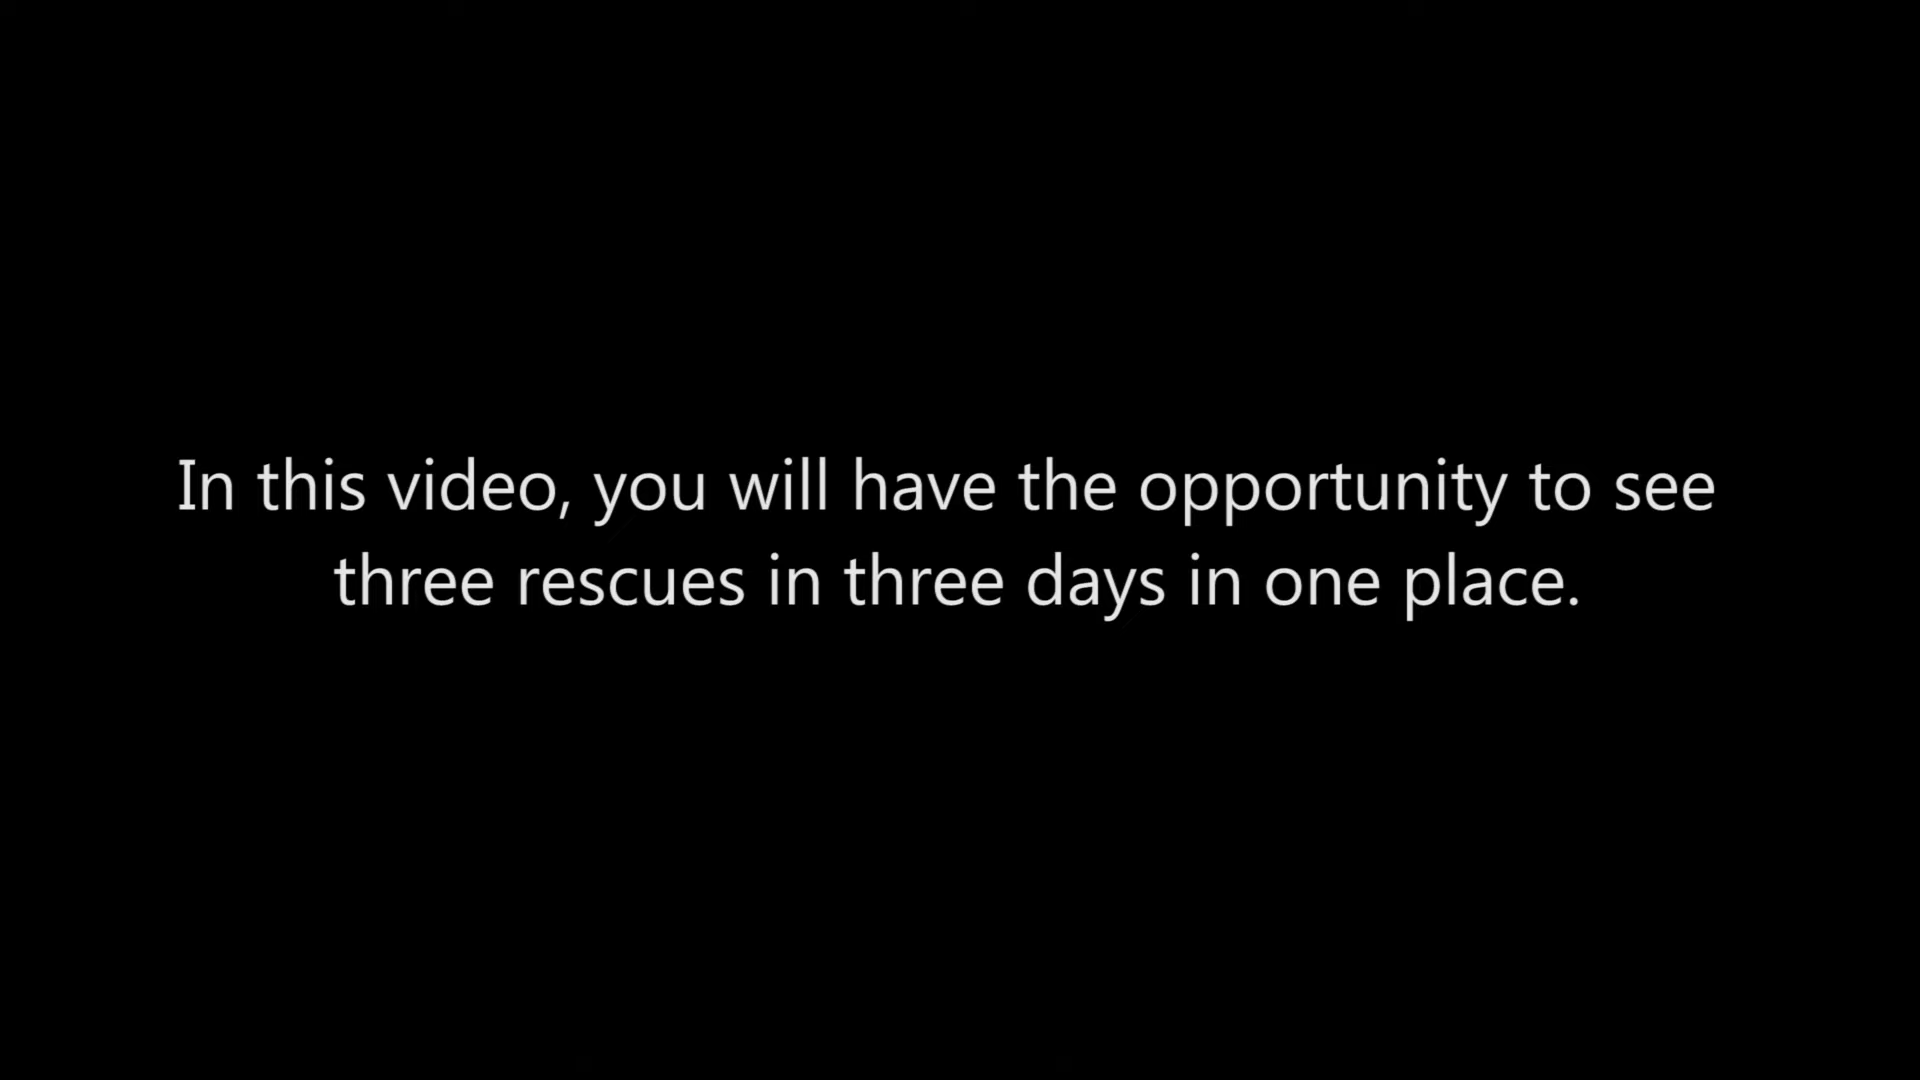 In this video, you will have the opportunity to see
three rescues in three days in one place.